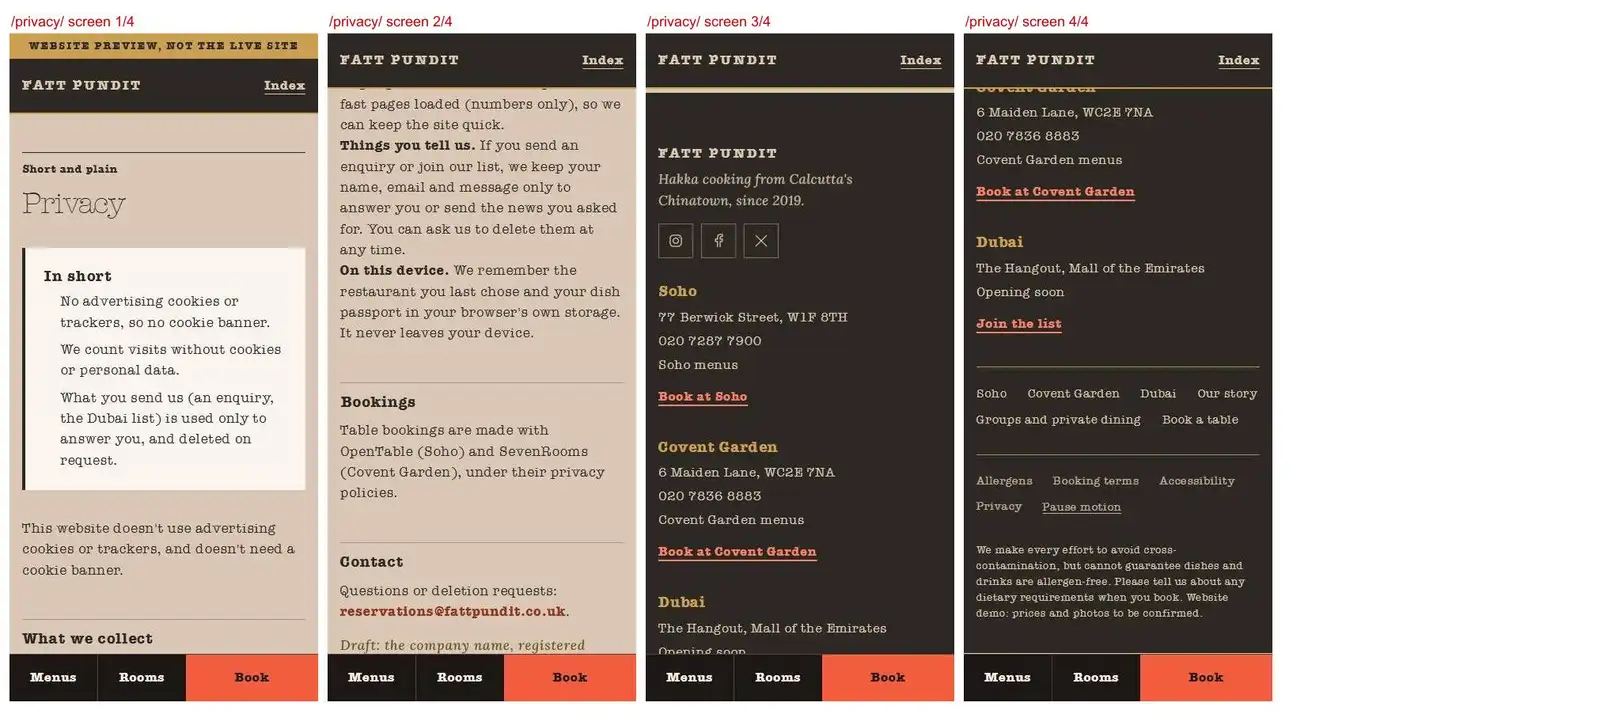 /privacy/ screen 1/4
WEBSITE PREVIEW, NOT THE LIVE SITE
FATT PUNDIT
Index
Short and plain
Privacy
In short
No advertising cookies or
trackers, so no cookie banner.
We count visits without cookies
or personal data.
What you send us (an enquiry,
the Dubai list) is used only to
answer you, and deleted on
request.
This website doesn't use advertising
cookies or trackers, and doesn't need a
cookie banner.
What we collect
Menus
Rooms
Book
/privacy/ screen 2/4
FATT PUNDIT
Index
fast pages loaded (numbers only), so we
can keep the site quick.
Things you tell us. If you send an
enquiry or join our list, we keep your
name, email and message only to
answer you or send the news you asked
for. You can ask us to delete them at
any time.
On this device. We remember the
restaurant you last chose and your dish
passport in your browser's own storage.
It never leaves your device.
Bookings
Table bookings are made with
OpenTable (Soho) and SevenRooms
(Covent Garden), under their privacy
policies.
Contact
Questions or deletion requests:
reservations@fattpundit.co.uk.
Draft: the company name, registered
Menus
Rooms
Book
/privacy/ screen 3/4
FATT PUNDIT
Index
FATT PUNDIT
Hakka cooking from Calcutta's
Chinatown, since 2019.
Soho
77 Berwick Street, W1F 8TH
020 7287 7900
Soho menus
Book at Soho
Covent Garden
6 Maiden Lane, WC2E 7NA
020 7836 8883
Covent Garden menus
Book at Covent Garden
Dubai
The Hangout, Mall of the Emirates
Opening soon
Menus
Rooms
Book
/privacy/ screen 4/4
FATT PUNDIT
Index
Covent Garden
6 Maiden Lane, WC2E 7NA
020 7836 8883
Covent Garden menus
Book at Covent Garden
Dubai
The Hangout, Mall of the Emirates
Opening soon
Join the list
Soho
Covent Garden
Dubai
Our story
Groups and private dining
Book a table
Allergens
Booking terms
Accessibility
Privacy
Pause motion
We make every effort to avoid cross-
contamination, but cannot guarantee dishes and
drinks are allergen-free. Please tell us about any
dietary requirements when you book. Website
demo: prices and photos to be confirmed.
Menus
Rooms
Book